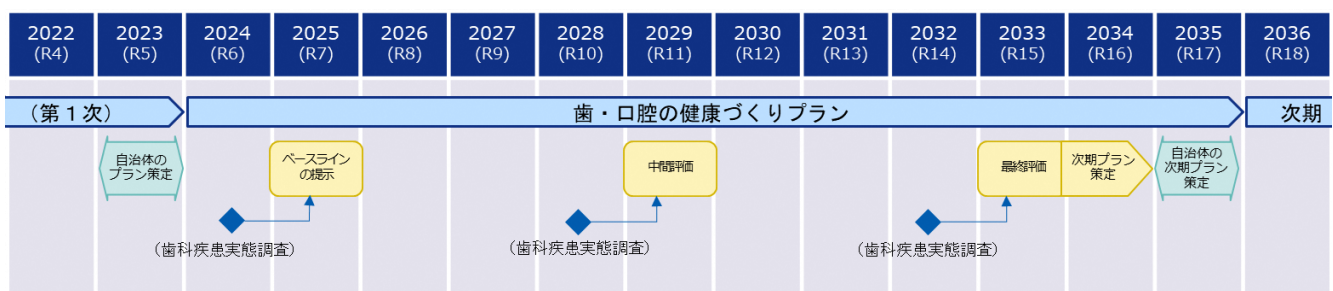 2022 2023 2024 2025 2026 2027 2028 2029 2030 2031 2032 2033 2034 2035 2036
(R4) (R5) (R6) (R7) (R8) (R9) (R10) (R11) (R12) (R13) (R14) (R15) (R16) (R17) (R18)
(第1次) 歯・口腔の健康づくりプラン 次期
自治体の
プラン策定
ベースライン
の提示
中間評価
最終評価
次期プラン
策定
自治体の
次期プラン
策定
(歯科疾患実態調査)
(歯科疾患実態調査)
(歯科疾患実態調査)